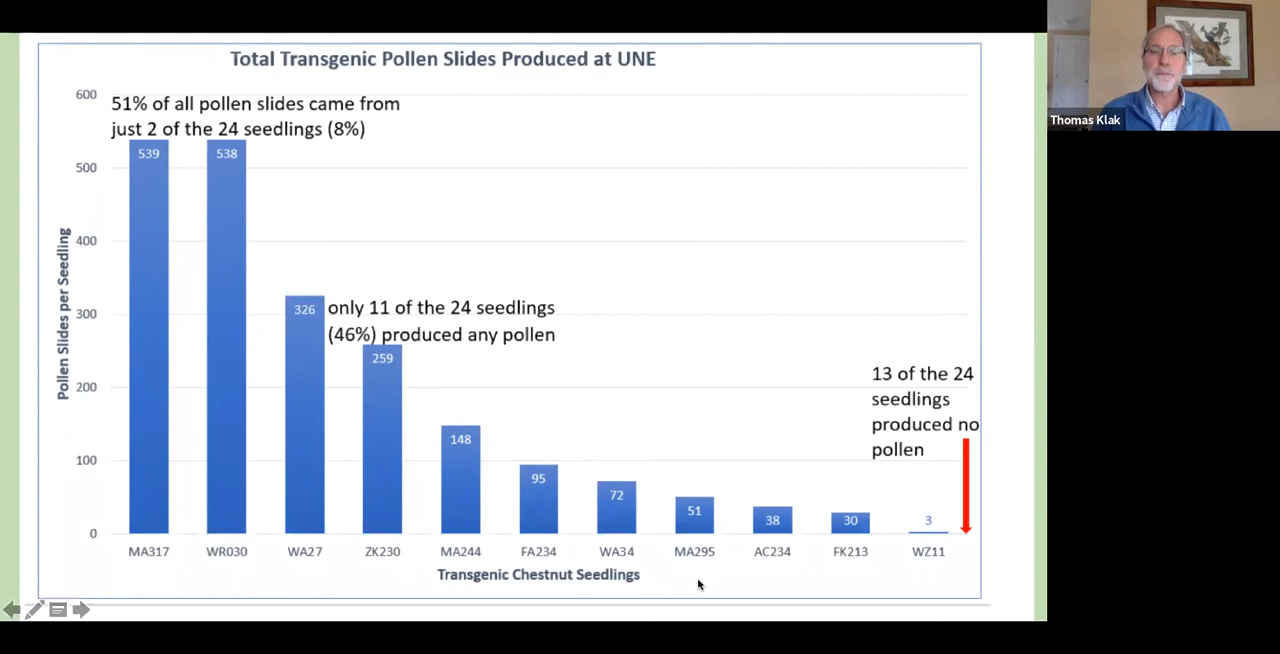 Total Transgenic Pollen Slides Produced at UNE
600
51% of all pollen slides came from
just 2 of the 24 seedlings (8%)
539
538
500
400
Pollen Slides per Seedling
326
only 11 of the 24 seedlings
(46%) produced any pollen
300
259
13 of the 24
seedlings
produced no
pollen
200
148
100
95
72
51
38
30
3
0
MA317 WR030 WA27 ZK230 MA244 FA234 WA34 MA295 AC234 FK213 WZ11
Transgenic Chestnut Seedlings
Thomas Klak